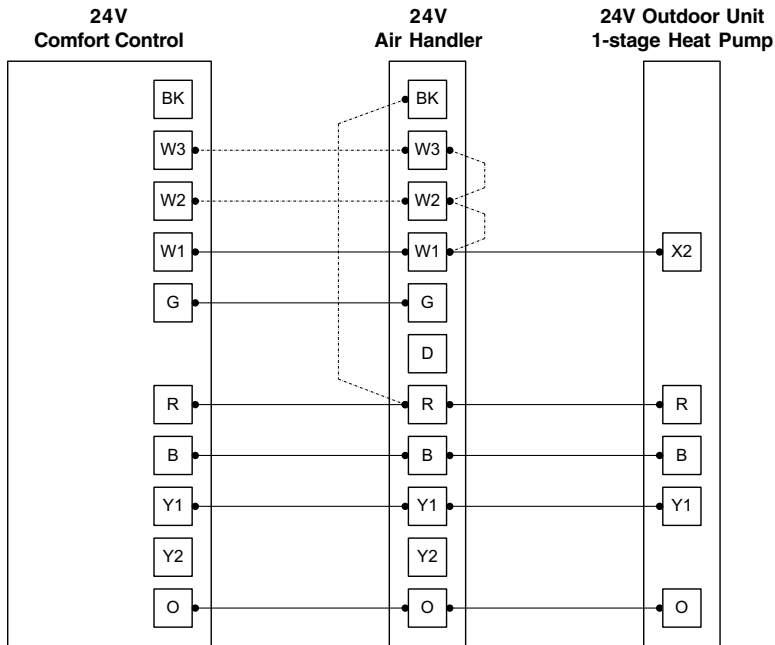 24V
Comfort Control
24V
Air Handler
24V Outdoor Unit
1-stage Heat Pump
BK
BK
W3
W3
W2
W2
W1
W1
X2
G
G
D
R
R
R
B
B
B
Y1
Y1
Y1
Y2
Y2
O
O
O